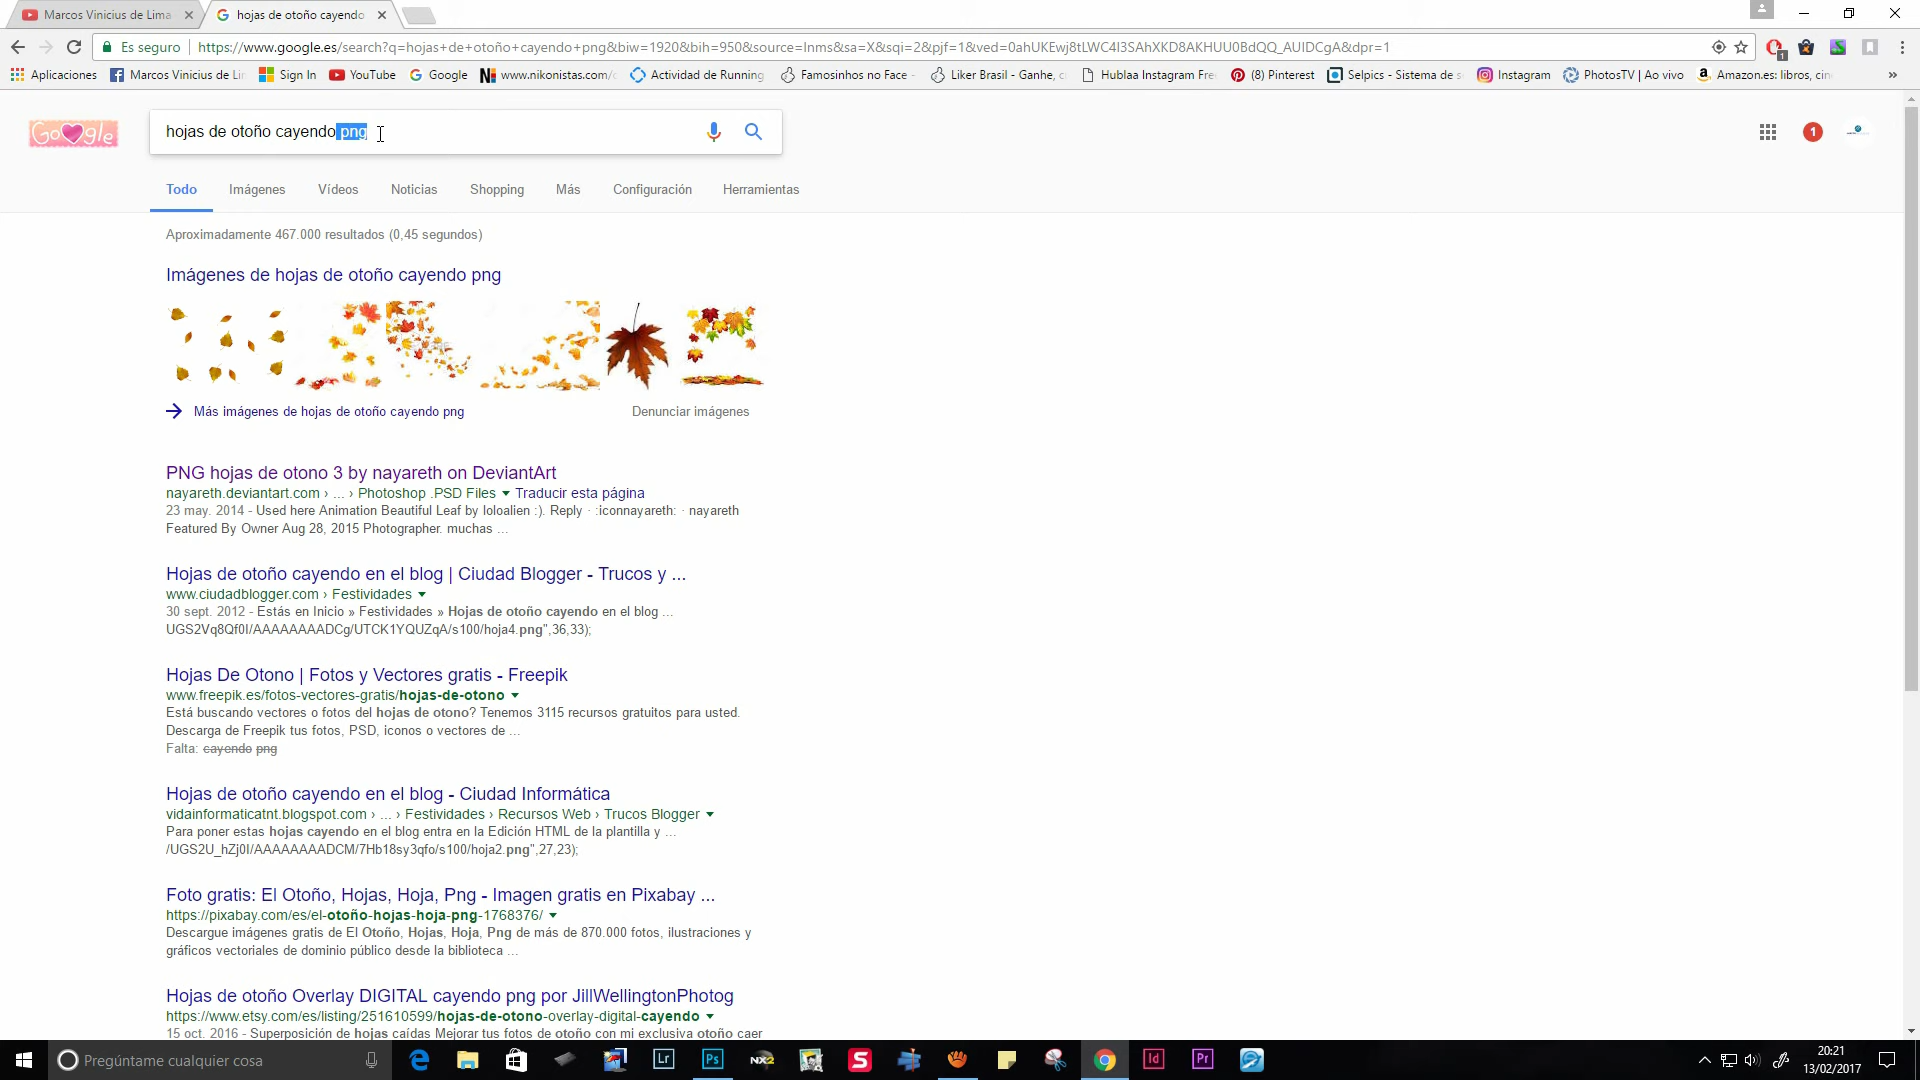 Marcos Vinicius de Lima
hojas de otoño cayendo
Es seguro
https://www.google.es/search?q=hojas+de+otoño+cayendo+png&biw=1920&bih=950&source=lnms&sa=X&sqi=2&pjf=1&ved=0ahUKEwj8tLWC4I3SAhXKD8AKHUU0BdQQ_AUIDCgA&dpr=1
Aplicaciones
Marcos Vinicius de Lir
Sign In
YouTube
Google
www.nikonistas.com/
Actividad de Running
Famosinhos no Face -
Liker Brasil - Ganhe, c
Hublaa Instagram Fre
(8) Pinterest
Selpics - Sistema de s
Instagram
PhotosTV | Ao vivo
Amazon.es: libros, cin
»
Google
hojas de otoño cayendo png
1
Todo
Imágenes
Vídeos
Noticias
Shopping
Más
Configuración
Herramientas
Aproximadamente 467.000 resultados (0,45 segundos)
Imágenes de hojas de otoño cayendo png
Más imágenes de hojas de otoño cayendo png
Denunciar imágenes
PNG hojas de otono 3 by nayareth on DeviantArt
nayareth.deviantart.com › ... › Photoshop .PSD Files ▾ Traducir esta página
23 may. 2014 - Used here Animation Beautiful Leaf by loloalien :). Reply · :iconnayareth: · nayareth
Featured By Owner Aug 28, 2015 Photographer. muchas ...
Hojas de otoño cayendo en el blog | Ciudad Blogger - Trucos y ...
www.ciudadblogger.com › Festividades ▾
30 sept. 2012 - Estás en Inicio » Festividades » Hojas de otoño cayendo en el blog ...
UGS2Vq8Qf0I/AAAAAAAADCg/UTCK1YQUZqA/s100/hoja4.png",36,33);
Hojas De Otono | Fotos y Vectores gratis - Freepik
www.freepik.es/fotos-vectores-gratis/hojas-de-otono ▾
Está buscando vectores o fotos del hojas de otono? Tenemos 3115 recursos gratuitos para usted.
Descarga de Freepik tus fotos, PSD, iconos o vectores de ...
Falta: cayendo png
Hojas de otoño cayendo en el blog - Ciudad Informática
vidainformaticatnt.blogspot.com › ... › Festividades › Recursos Web › Trucos Blogger ▾
Para poner estas hojas cayendo en el blog entra en la Edición HTML de la plantilla y ...
/UGS2U_hZj0I/AAAAAAAADCM/7Hb18sy3qfo/s100/hoja2.png",27,23);
Foto gratis: El Otoño, Hojas, Hoja, Png - Imagen gratis en Pixabay ...
https://pixabay.com/es/el-otoño-hojas-hoja-png-1768376/ ▾
Descargue imágenes gratis de El Otoño, Hojas, Hoja, Png de más de 870.000 fotos, ilustraciones y
gráficos vectoriales de dominio público desde la biblioteca ...
Hojas de otoño Overlay DIGITAL cayendo png por JillWellingtonPhotog
https://www.etsy.com/es/listing/251610599/hojas-de-otono-overlay-digital-cayendo ▾
15 oct. 2016 - Superposición de hojas caídas Mejorar tus fotos de otoño con mi exclusiva otoño caer
Pregúntame cualquier cosa
Lr
Ps
NX2
S
Id
Pr
20:21
13/02/2017